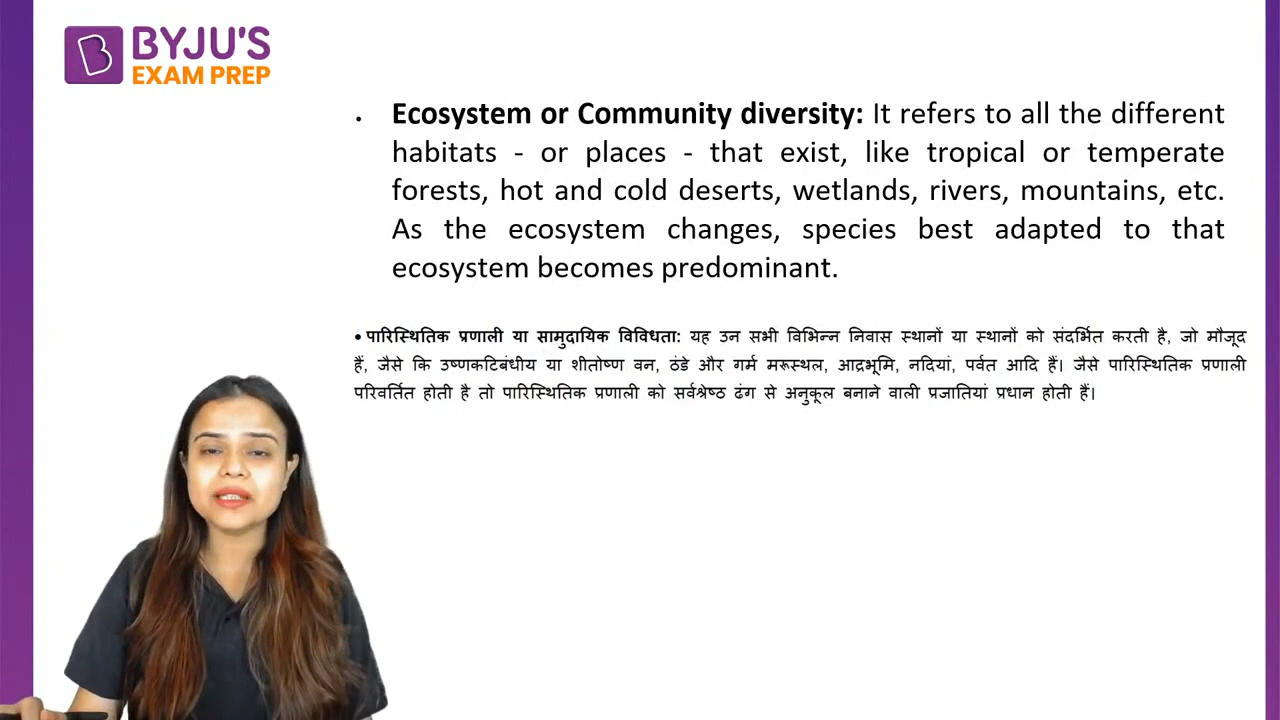 BYJU'S
EXAM PREP
• Ecosystem or Community diversity: It refers to all the different
habitats - or places - that exist, like tropical or temperate
forests, hot and cold deserts, wetlands, rivers, mountains, etc.
As the ecosystem changes, species best adapted to that
ecosystem becomes predominant.
• पारिस्थितिक प्रणाली या सामुदायिक विविधता: यह उन सभी विभिन्न निवास स्थानों या स्थानों को संदर्भित करती है, जो मौजूद
हैं, जैसे कि उष्णकटिबंधीय या शीतोष्ण वन, ठंडे और गर्म मरूस्थल, आद्रभूमि, नदियां, पर्वत आदि हैं। जैसे पारिस्थितिक प्रणाली
परिवर्तित होती है तो पारिस्थितिक प्रणाली को सर्वश्रेष्ठ ढंग से अनुकूल बनाने वाली प्रजातियां प्रधान होती हैं।